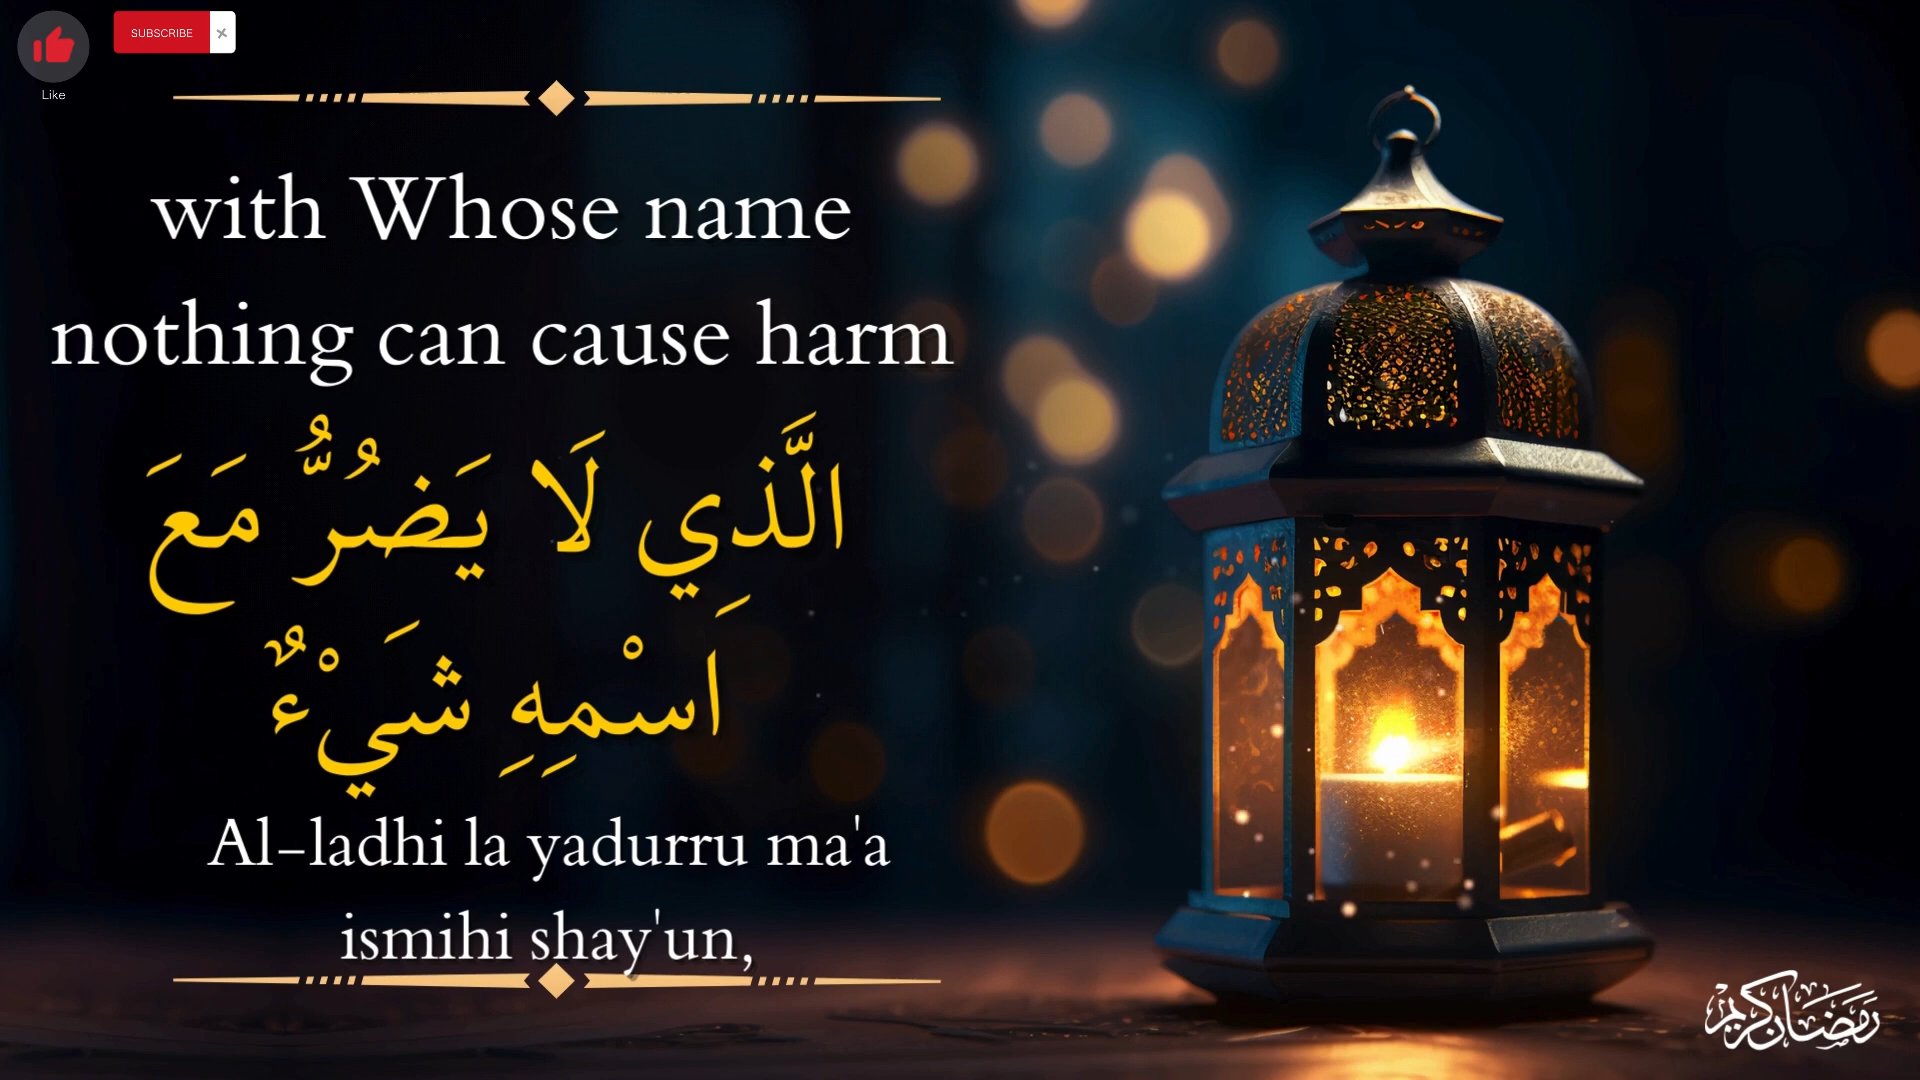 Like
SUBSCRIBE
with Whose name
nothing can cause harm
الَّذِي لَا يَضُرُّ مَعَ
اسْمِهِ شَيْءٌ
Al-ladhi la yadurru ma'a
ismihi shay'un,
رمضان كريم